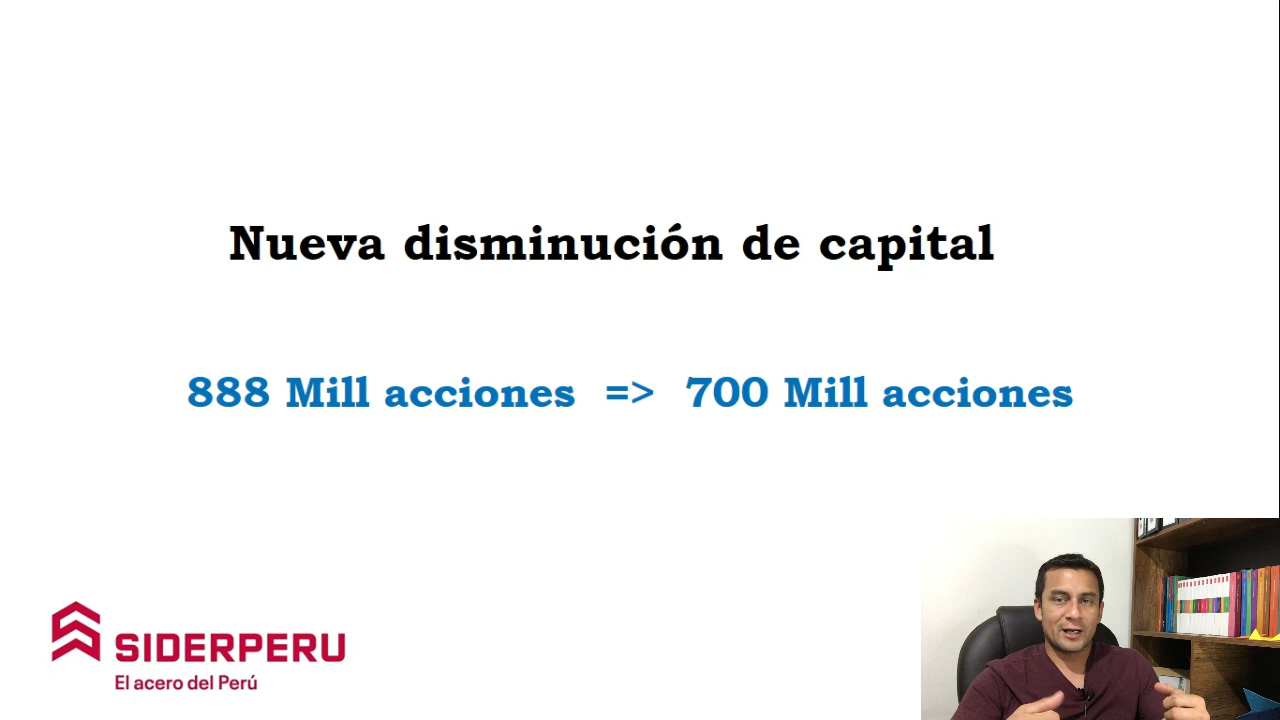 Nueva disminución de capital
888 Mill acciones => 700 Mill acciones
SIDERPERU
El acero del Perú